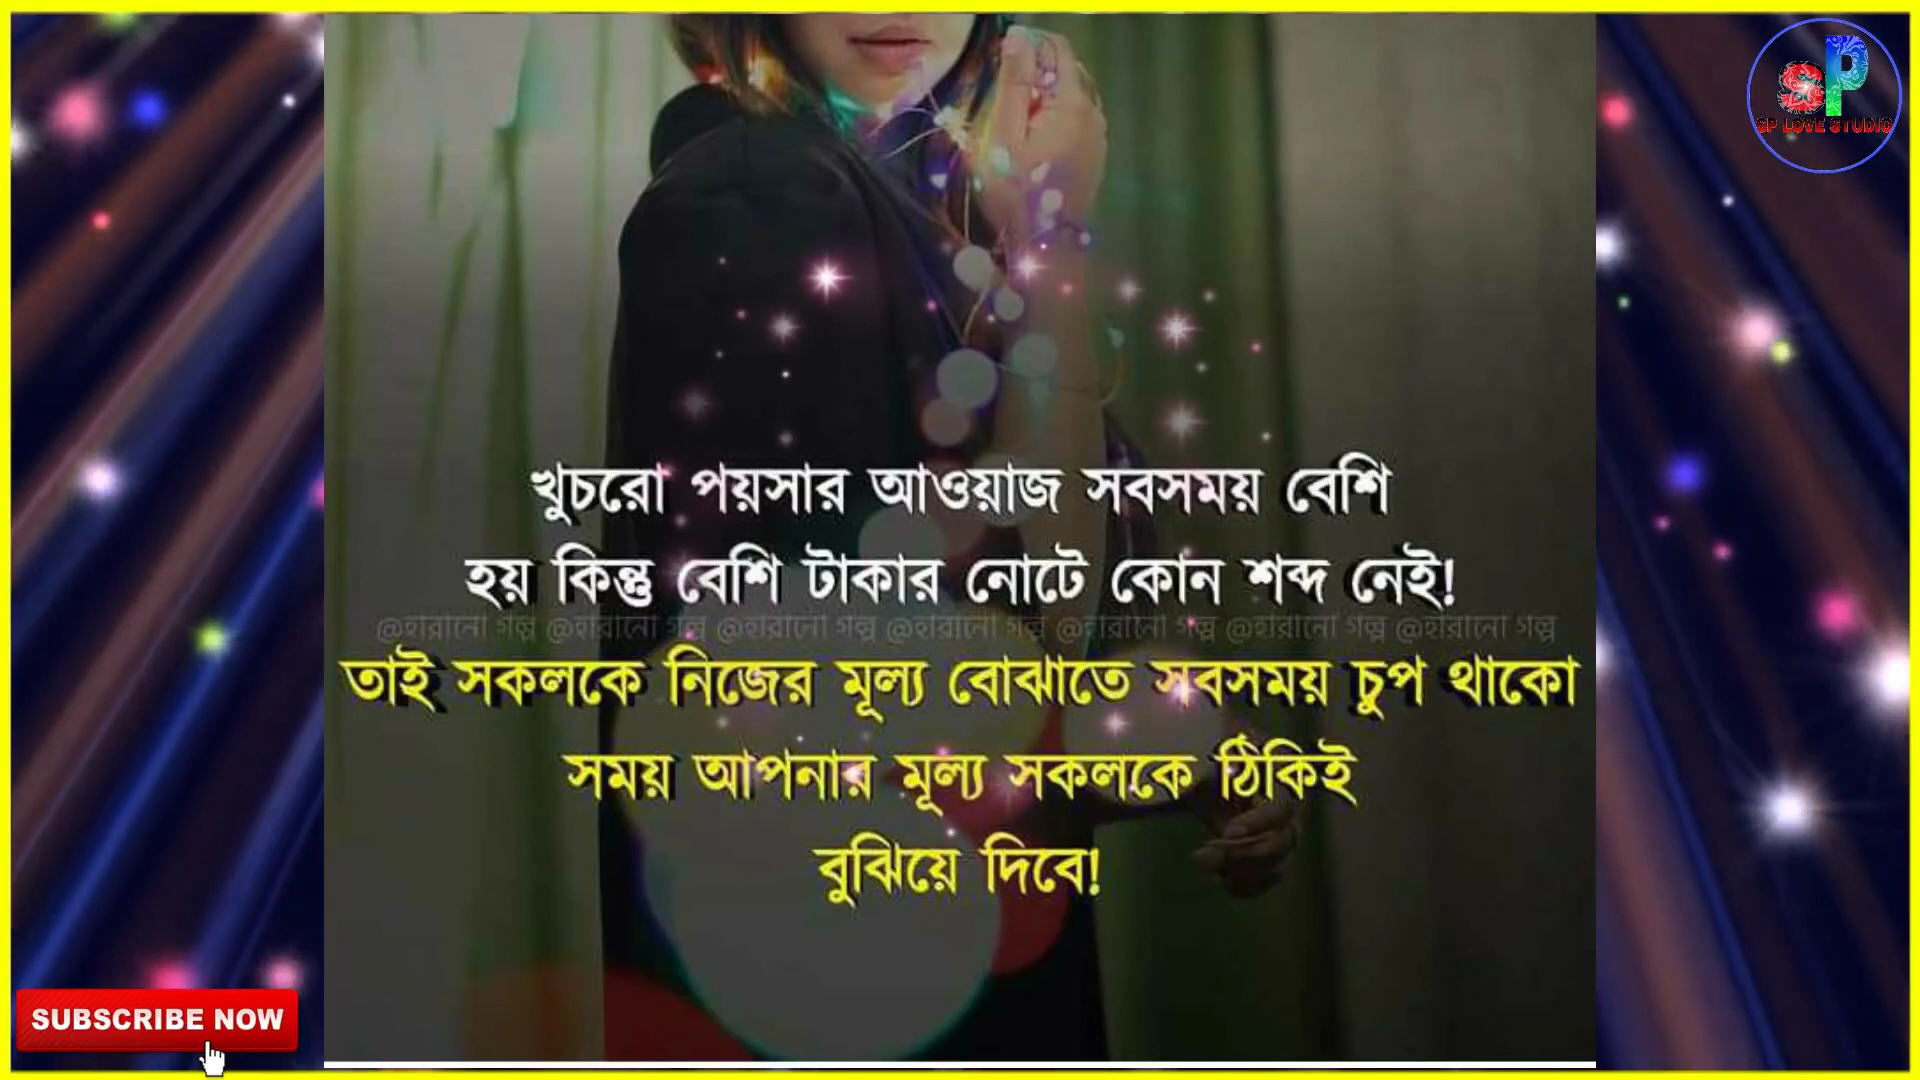 SP
SP LOVE STUDIO
খুচরো পয়সার আওয়াজ সবসময় বেশি
হয় কিন্তু বেশি টাকার নোটে কোন শব্দ নেই!
@হারানো গল্প @হারানো গল্প @হারানো গল্প @হারানো গল্প @হারানো গল্প @হারানো গল্প @হারানো গল্প
তাই সকলকে নিজের মূল্য বোঝাতে সবসময় চুপ থাকো
সময় আপনার মূল্য সকলকে ঠিকিই
বুঝিয়ে দিবে!
SUBSCRIBE NOW